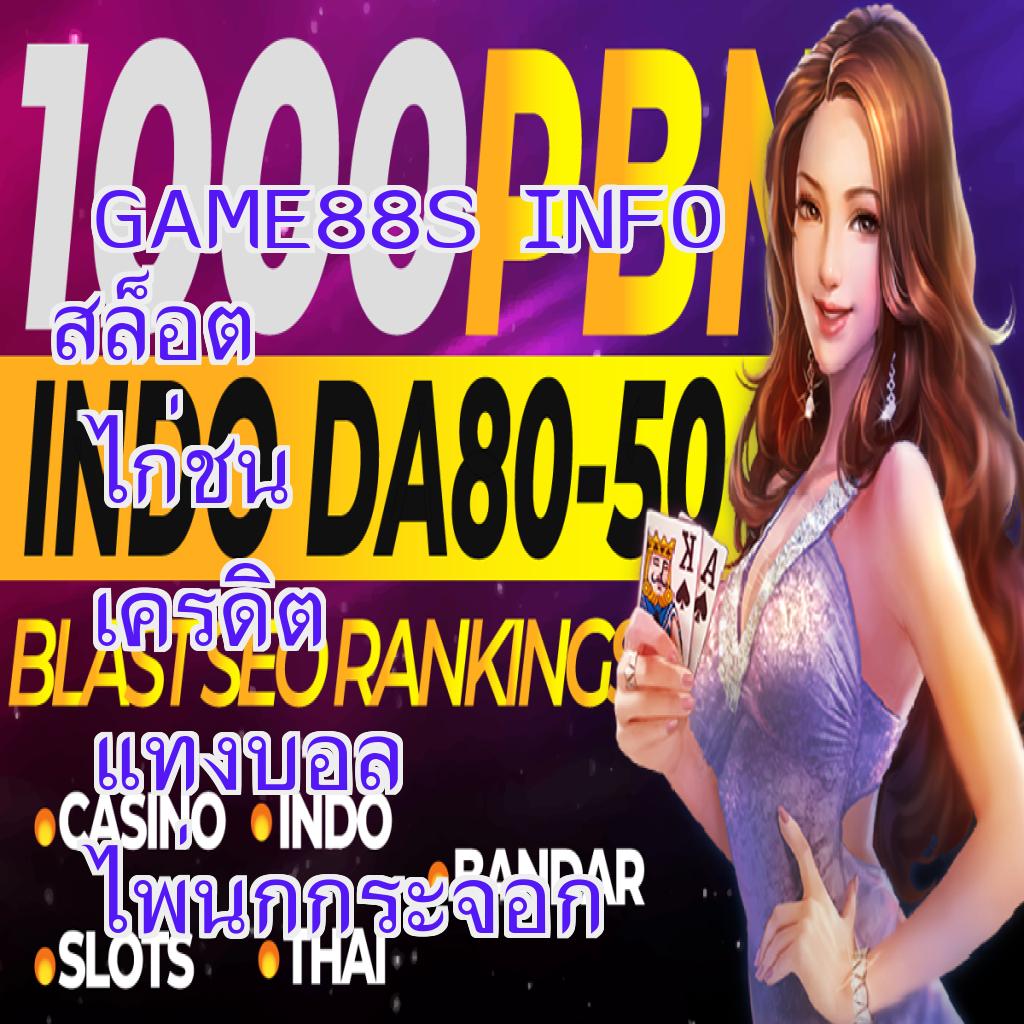 1000PBN
GAME88S INFO
สล็อต
INDO DA80-50
ไก่ชน
เครดิต
BLAST SEO RANKINGS
แทงบอล
CASINO
INDO
BANDAR
ไพ่นกกระจอก
SLOTS
THAI
K
A